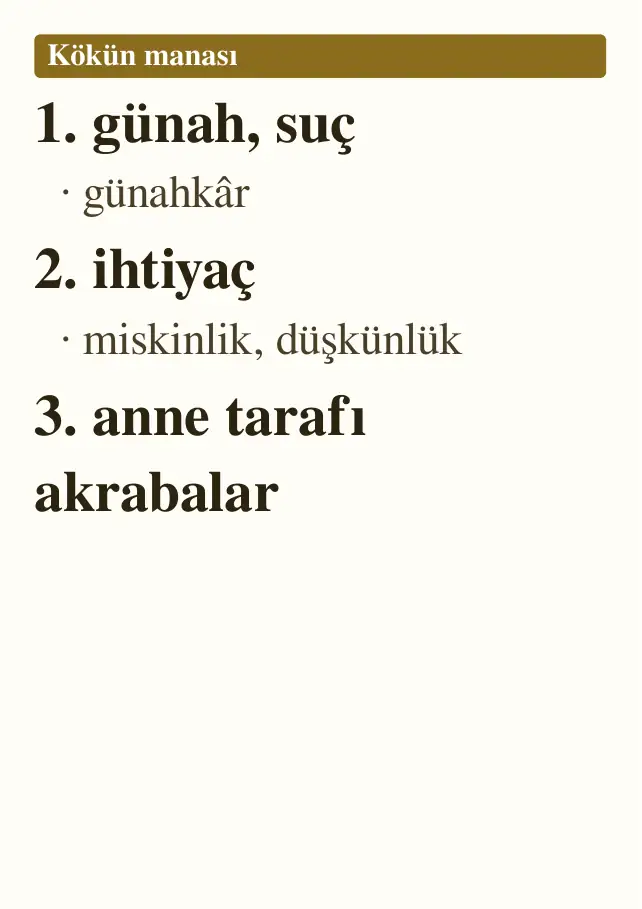 Kökün manası
1. günah, suç
· günahkâr
2. ihtiyaç
· miskinlik, düşkünlük
3. anne tarafı
akrabalar